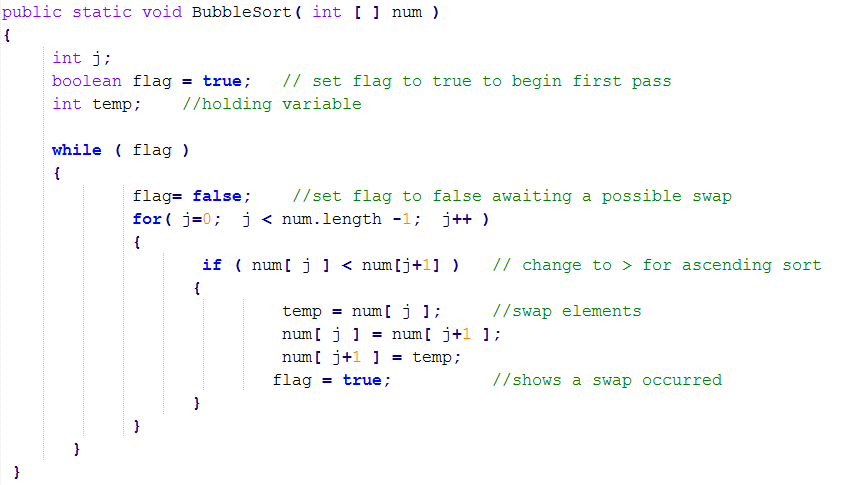 public static void BubbleSort( int [ ] num )
{
int j;
boolean flag = true;   // set flag to true to begin first pass
int temp;    //holding variable
while ( flag )
{
flag= false;    //set flag to false awaiting a possible swap
for( j=0;  j < num.length -1;  j++ )
{
if ( num[ j ] < num[j+1] )   // change to > for ascending sort
{
temp = num[ j ];     //swap elements
num[ j ] = num[ j+1 ];
num[ j+1 ] = temp;
flag = true;          //shows a swap occurred
}
}
}
}